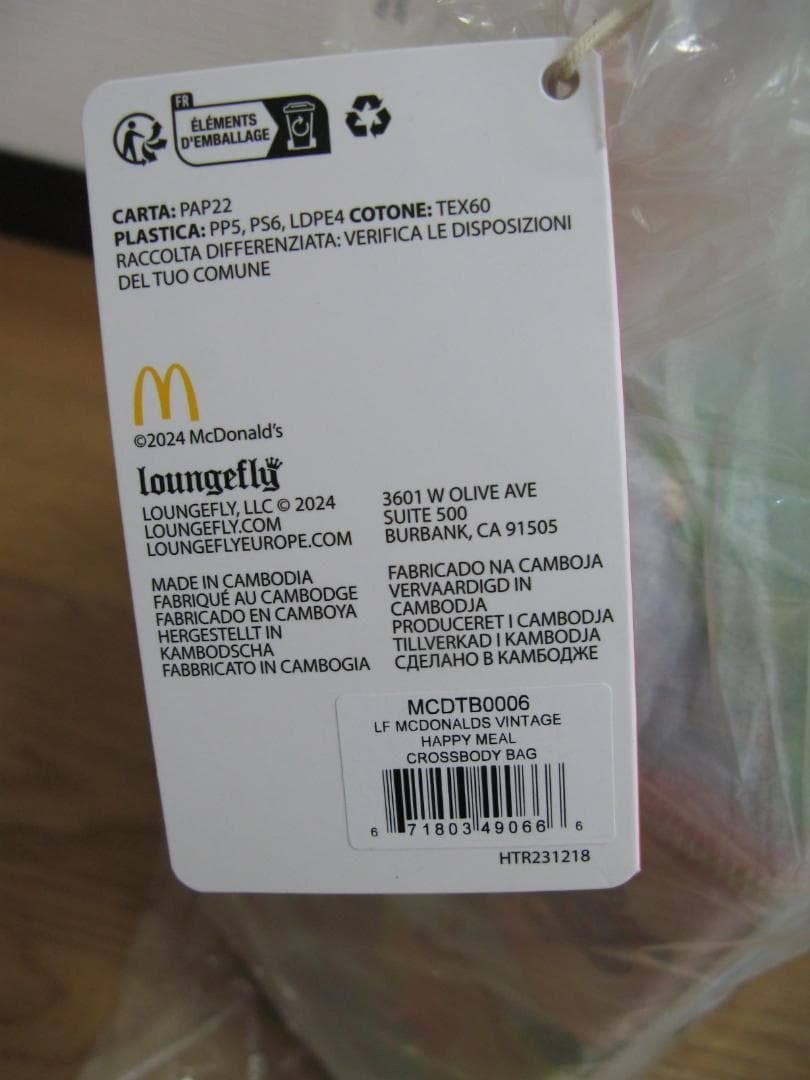 FR
ÉLÉMENTS
D'EMBALLAGE
CARTA: PAP22
PLASTICA: PP5, PS6, LDPE4 COTONE: TEX60
RACCOLTA DIFFERENZIATA: VERIFICA LE DISPOSIZIONI
DEL TUO COMUNE
©2024 McDonald's
loungefly
LOUNGEFLY, LLC © 2024
LOUNGEFLY.COM
LOUNGEFLYEUROPE.COM
3601 W OLIVE AVE
SUITE 500
BURBANK, CA 91505
MADE IN CAMBODIA
FABRIQUÉ AU CAMBODGE
FABRICADO EN CAMBOYA
HERGESTELLT IN
KAMBODSCHA
FABBRICATO IN CAMBOGIA
FABRICADO NA CAMBOJA
VERVAARDIGD IN
CAMBODJA
PRODUCERET I CAMBODJA
TILLVERKAD I KAMBODJA
СДЕЛАНО В КАМБОДЖЕ
MCDTB0006
LF MCDONALDS VINTAGE
HAPPY MEAL
CROSSBODY BAG
6 71803 49066 6
HTR231218